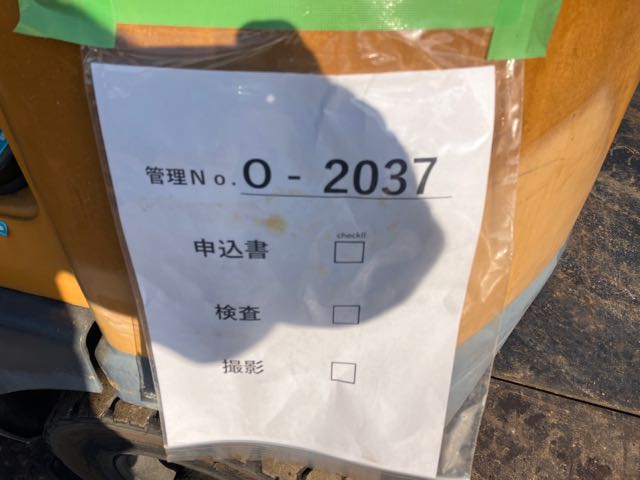 管理No. O - 2037
check!!
申込書 □
検査 □
撮影 □